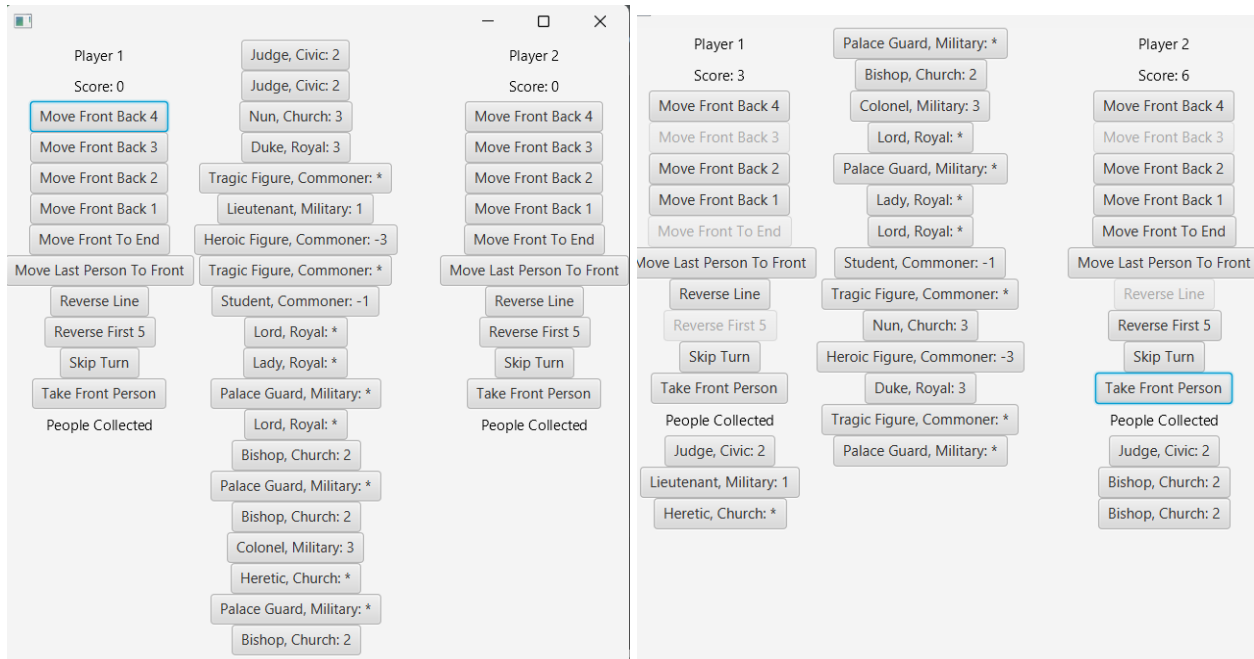 Player 1
Score: 0
Move Front Back 4
Move Front Back 3
Move Front Back 2
Move Front Back 1
Move Front To End
Move Last Person To Front
Reverse Line
Reverse First 5
Skip Turn
Take Front Person
People Collected
Judge, Civic: 2
Judge, Civic: 2
Nun, Church: 3
Duke, Royal: 3
Tragic Figure, Commoner: *
Lieutenant, Military: 1
Heroic Figure, Commoner: -3
Tragic Figure, Commoner: *
Student, Commoner: -1
Lord, Royal: *
Lady, Royal: *
Palace Guard, Military: *
Lord, Royal: *
Bishop, Church: 2
Palace Guard, Military: *
Bishop, Church: 2
Colonel, Military: 3
Heretic, Church: *
Palace Guard, Military: *
Bishop, Church: 2
Player 2
Score: 0
Move Front Back 4
Move Front Back 3
Move Front Back 2
Move Front Back 1
Move Front To End
Move Last Person To Front
Reverse Line
Reverse First 5
Skip Turn
Take Front Person
People Collected
Player 1
Score: 3
Move Front Back 4
Move Front Back 3
Move Front Back 2
Move Front Back 1
Move Front To End
Move Last Person To Front
Reverse Line
Reverse First 5
Skip Turn
Take Front Person
People Collected
Judge, Civic: 2
Lieutenant, Military: 1
Heretic, Church: *
Palace Guard, Military: *
Bishop, Church: 2
Colonel, Military: 3
Lord, Royal: *
Palace Guard, Military: *
Lady, Royal: *
Lord, Royal: *
Student, Commoner: -1
Tragic Figure, Commoner: *
Nun, Church: 3
Heroic Figure, Commoner: -3
Duke, Royal: 3
Tragic Figure, Commoner: *
Palace Guard, Military: *
Player 2
Score: 6
Move Front Back 4
Move Front Back 3
Move Front Back 2
Move Front Back 1
Move Front To End
Move Last Person To Front
Reverse Line
Reverse First 5
Skip Turn
Take Front Person
People Collected
Judge, Civic: 2
Bishop, Church: 2
Bishop, Church: 2